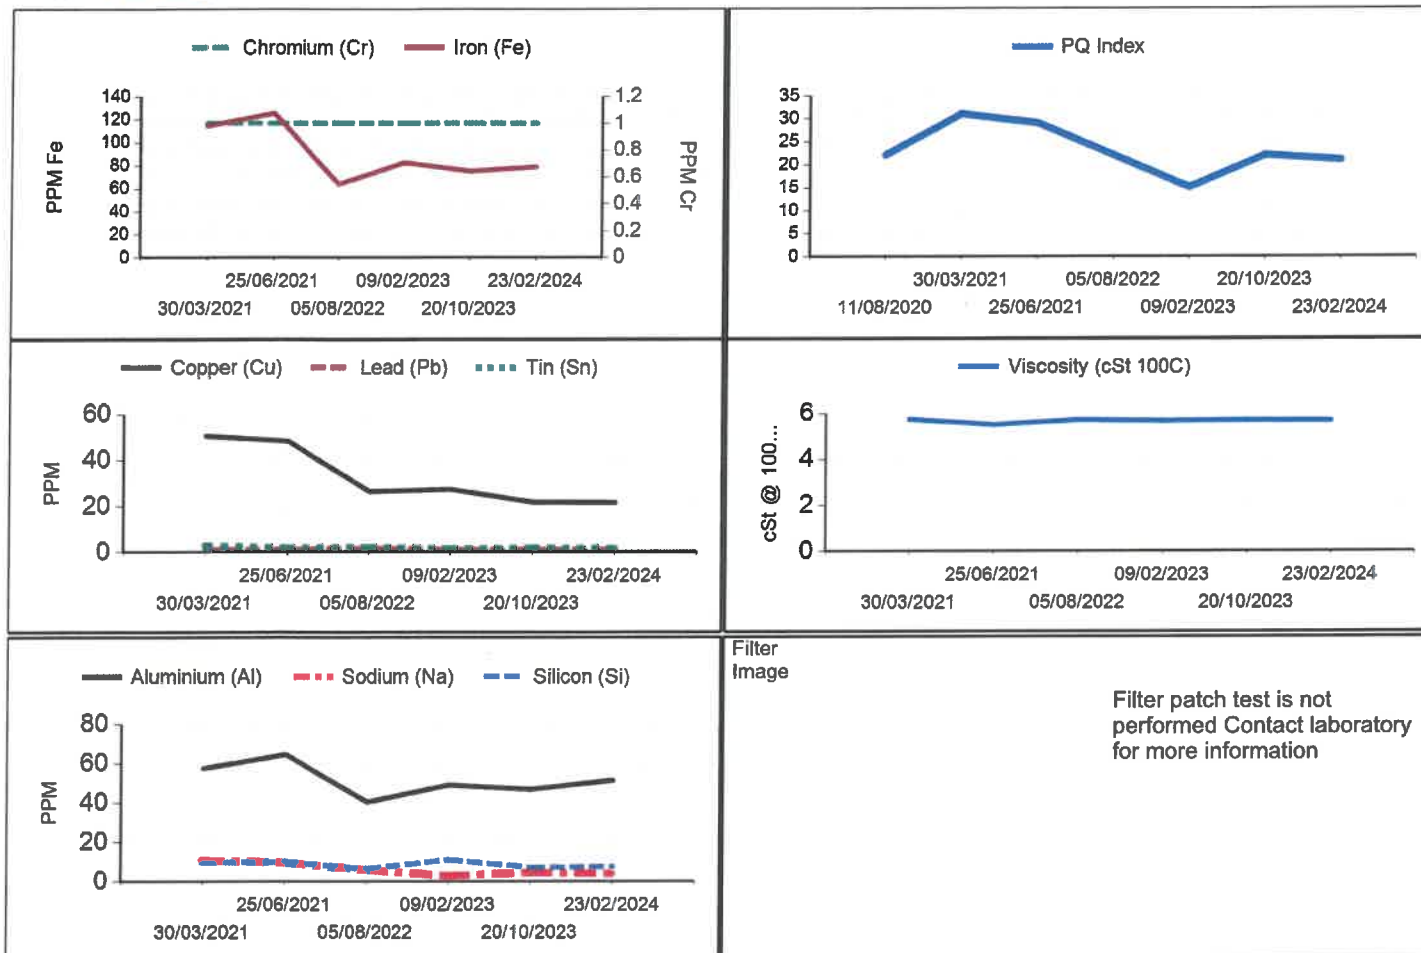 Chromium (Cr) Iron (Fe)
140
120
100
80
60
40
20
0
PPM Fe
1.2
1
0.8
0.6
0.4
0.2
0
PPM Cr
25/06/2021 09/02/2023 23/02/2024
30/03/2021 05/08/2022 20/10/2023
PQ Index
35
30
25
20
15
10
5
0
30/03/2021 05/08/2022 20/10/2023
11/08/2020 25/06/2021 09/02/2023 23/02/2024
Copper (Cu) Lead (Pb) Tin (Sn)
60
40
20
0
PPM
25/06/2021 09/02/2023 23/02/2024
30/03/2021 05/08/2022 20/10/2023
Viscosity (cSt 100C)
6
4
2
0
cSt @ 100...
25/06/2021 09/02/2023 23/02/2024
30/03/2021 05/08/2022 20/10/2023
Aluminium (Al) Sodium (Na) Silicon (Si)
80
60
40
20
0
PPM
25/06/2021 09/02/2023 23/02/2024
30/03/2021 05/08/2022 20/10/2023
Filter
Image
Filter patch test is not
performed Contact laboratory
for more information